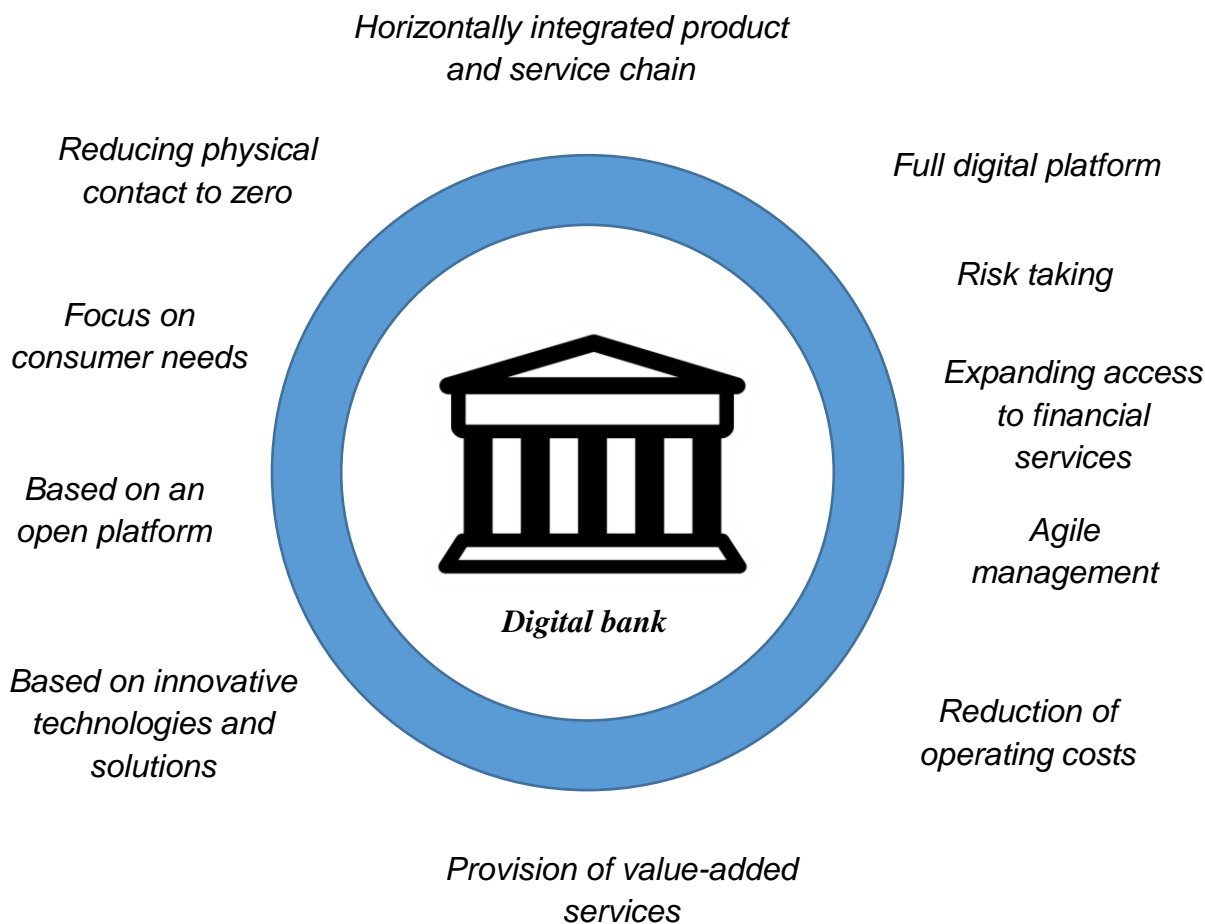 Horizontally integrated product
and service chain
Reducing physical
contact to zero
Full digital platform
Risk taking
Focus on
consumer needs
Expanding access
to financial
services
Based on an
open platform
Agile
management
Digital bank
Based on innovative
technologies and
solutions
Reduction of
operating costs
Provision of value-added
services